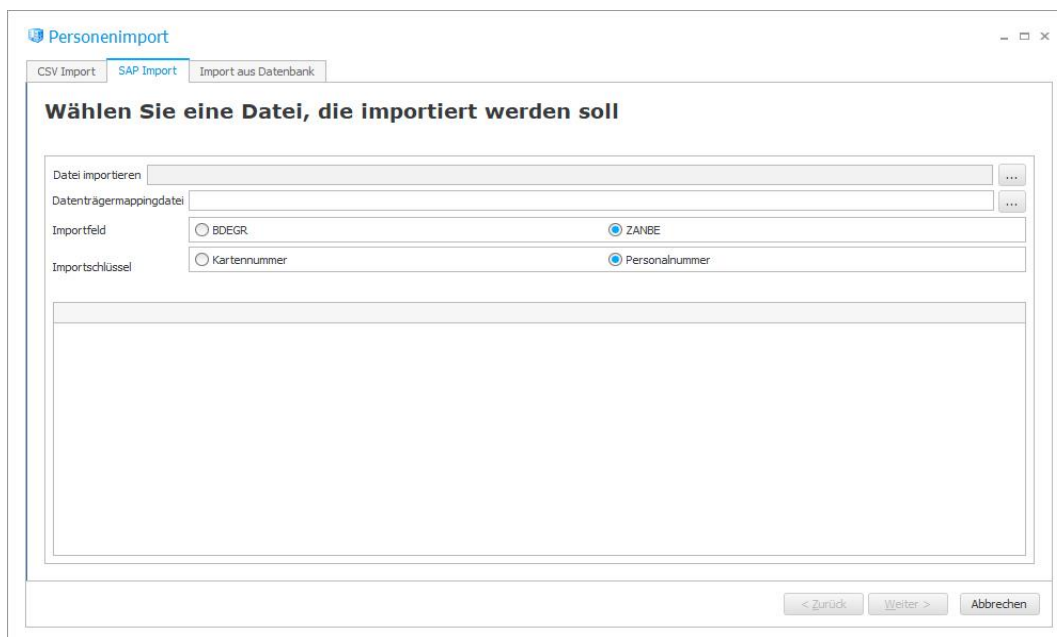 Personenimport
CSV Import SAP Import Import aus Datenbank
Wählen Sie eine Datei, die importiert werden soll
Datei importieren ...
Datenträgermappingdatei ...
Importfeld BDEGR ZANBE
Importschlüssel Kartennummer Personalnummer
< Zurück Weiter > Abbrechen